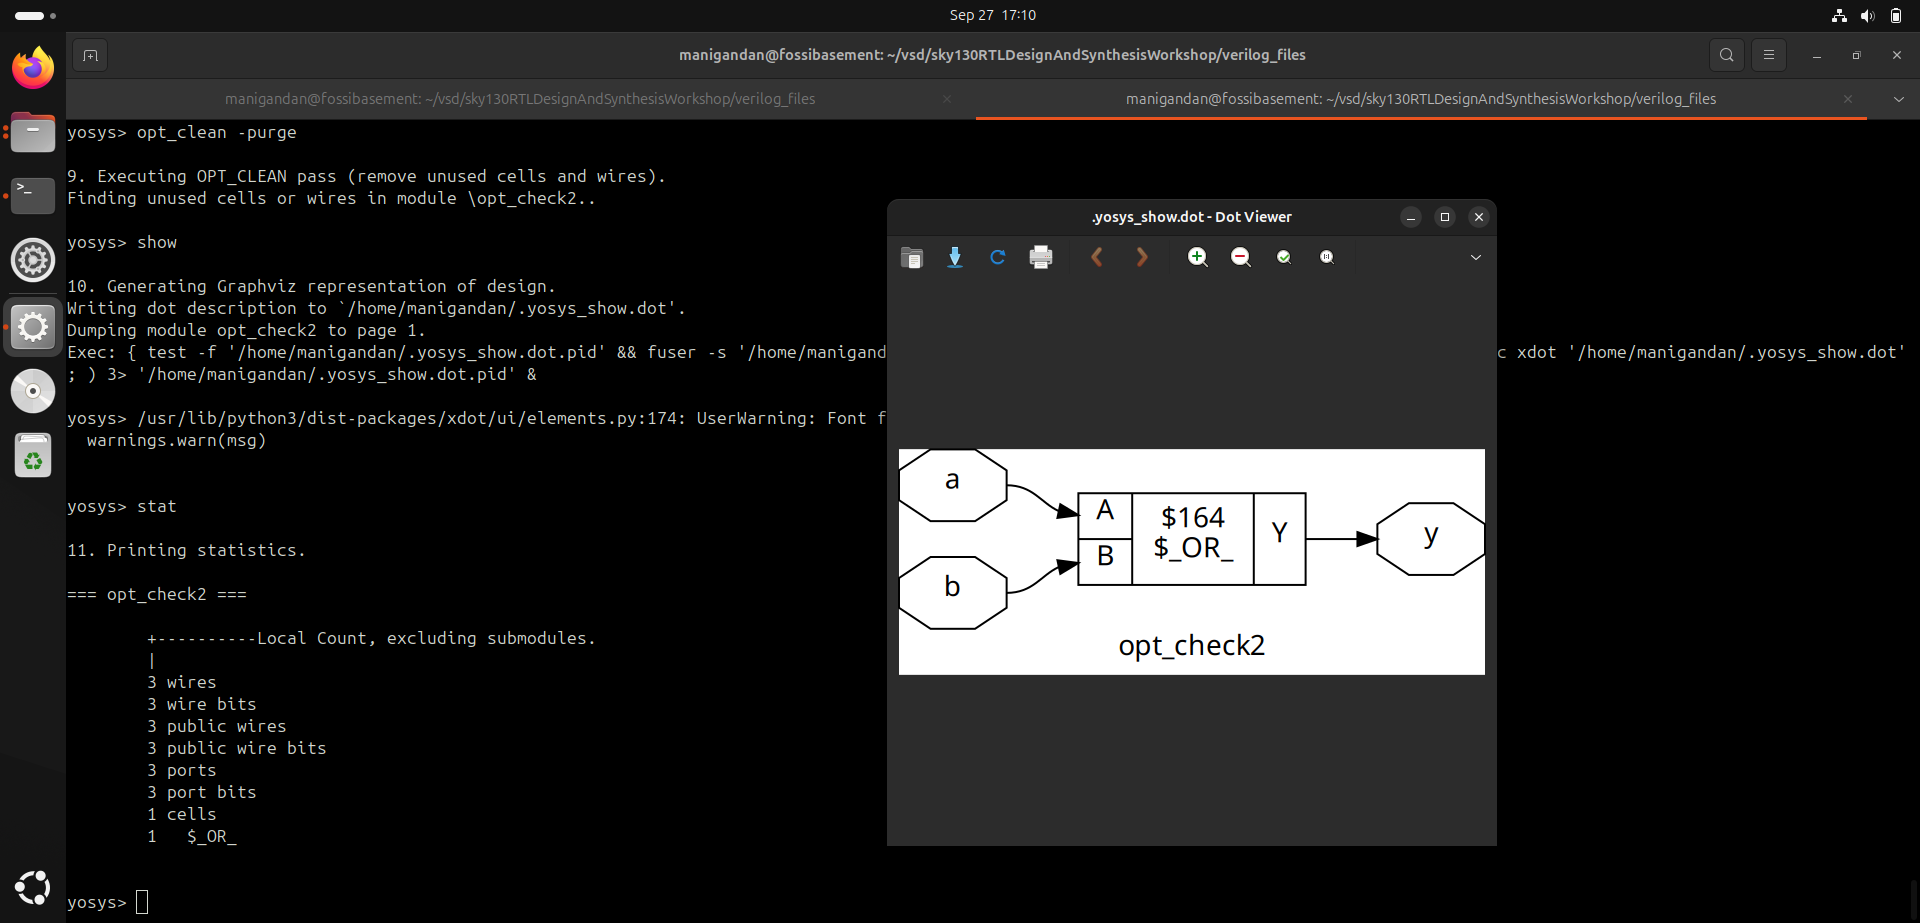 Sep 27 17:10
manigandan@fossibasement: ~/vsd/sky130RTLDesignAndSynthesisWorkshop/verilog_files
manigandan@fossibasement: ~/vsd/sky130RTLDesignAndSynthesisWorkshop/verilog_files
manigandan@fossibasement: ~/vsd/sky130RTLDesignAndSynthesisWorkshop/verilog_files
yosys> opt_clean -purge
9. Executing OPT_CLEAN pass (remove unused cells and wires).
Finding unused cells or wires in module \opt_check2..
yosys> show
10. Generating Graphviz representation of design.
Writing dot description to `/home/manigandan/.yosys_show.dot'.
Dumping module opt_check2 to page 1.
Exec: { test -f '/home/manigandan/.yosys_show.dot.pid' && fuser -s '/home/manigand
c xdot '/home/manigandan/.yosys_show.dot'
; ) 3> '/home/manigandan/.yosys_show.dot.pid' &
yosys> /usr/lib/python3/dist-packages/xdot/ui/elements.py:174: UserWarning: Font f
warnings.warn(msg)
yosys> stat
11. Printing statistics.
=== opt_check2 ===
+----------Local Count, excluding submodules.
|
3 wires
3 wire bits
3 public wires
3 public wire bits
3 ports
3 port bits
1 cells
1 $_OR_
yosys>
.yosys_show.dot - Dot Viewer
a
b
A
B
$164
$_OR_
Y
y
opt_check2